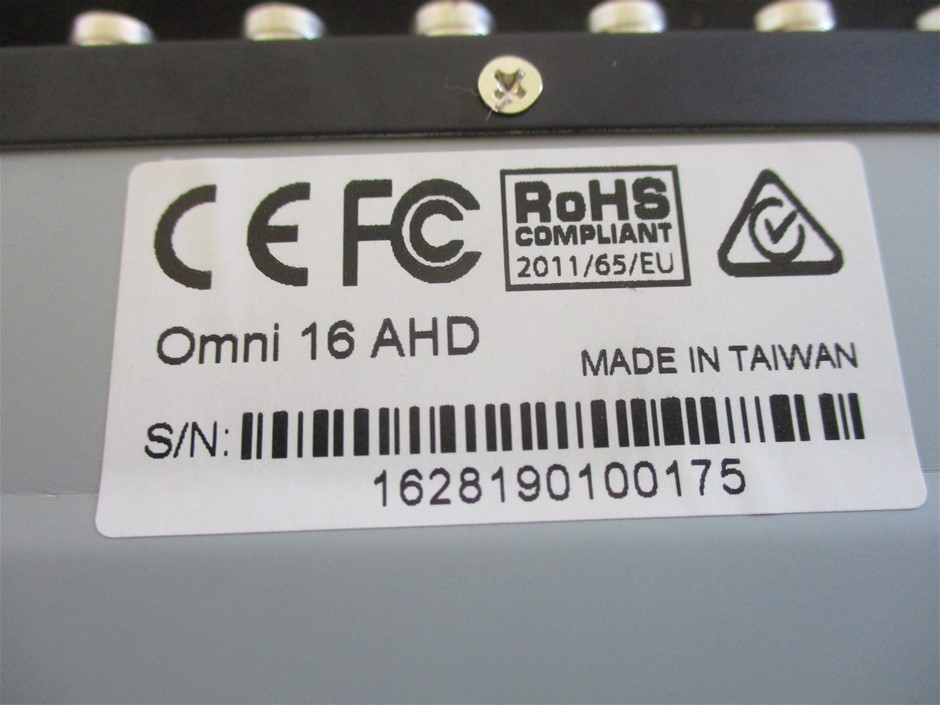 CE FC RoHS
COMPLIANT
2011/65/EU
Omni 16 AHD
MADE IN TAIWAN
S/N:
1628190100175